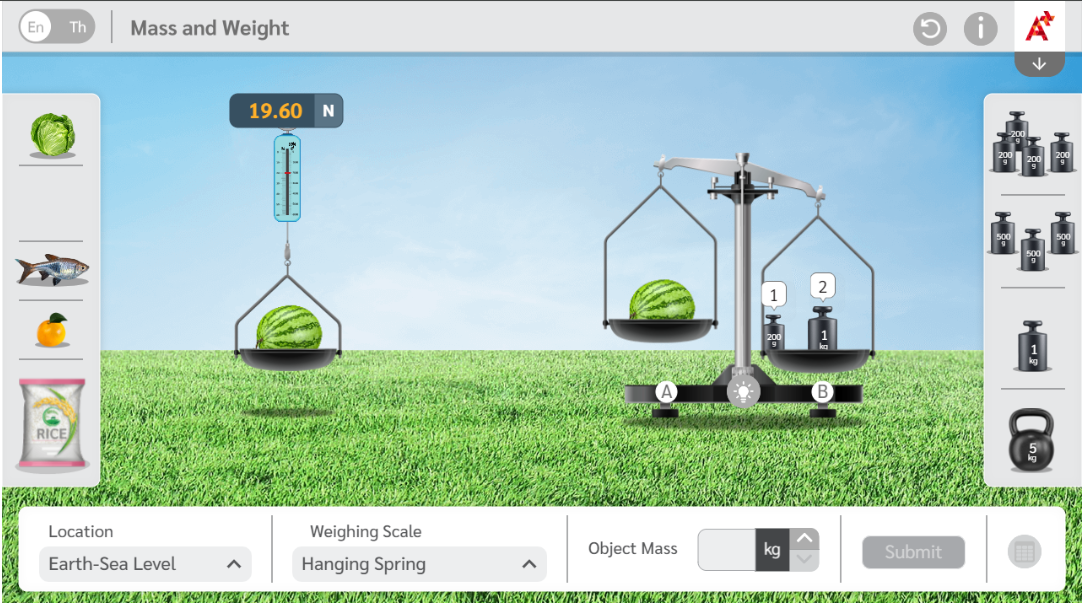 En Th
Mass and Weight
19.60 N
200 g
200 g
200 g
200 g
500 g
500 g
500 g
1 kg
5 kg
1
2
200 g
1 kg
A
B
RICE
Location
Earth-Sea Level
Weighing Scale
Hanging Spring
Object Mass
kg
Submit